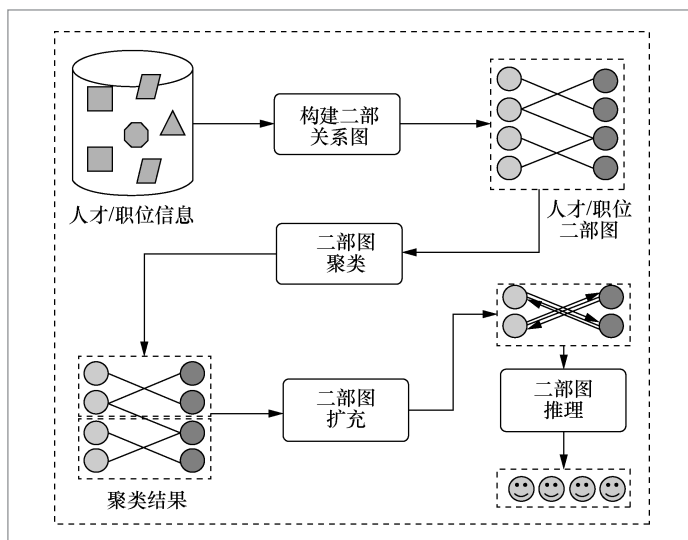 构建二部
关系图
人才/职位信息
人才/职位
二部图
二部图
聚类
二部图
扩充
二部图
推理
聚类结果